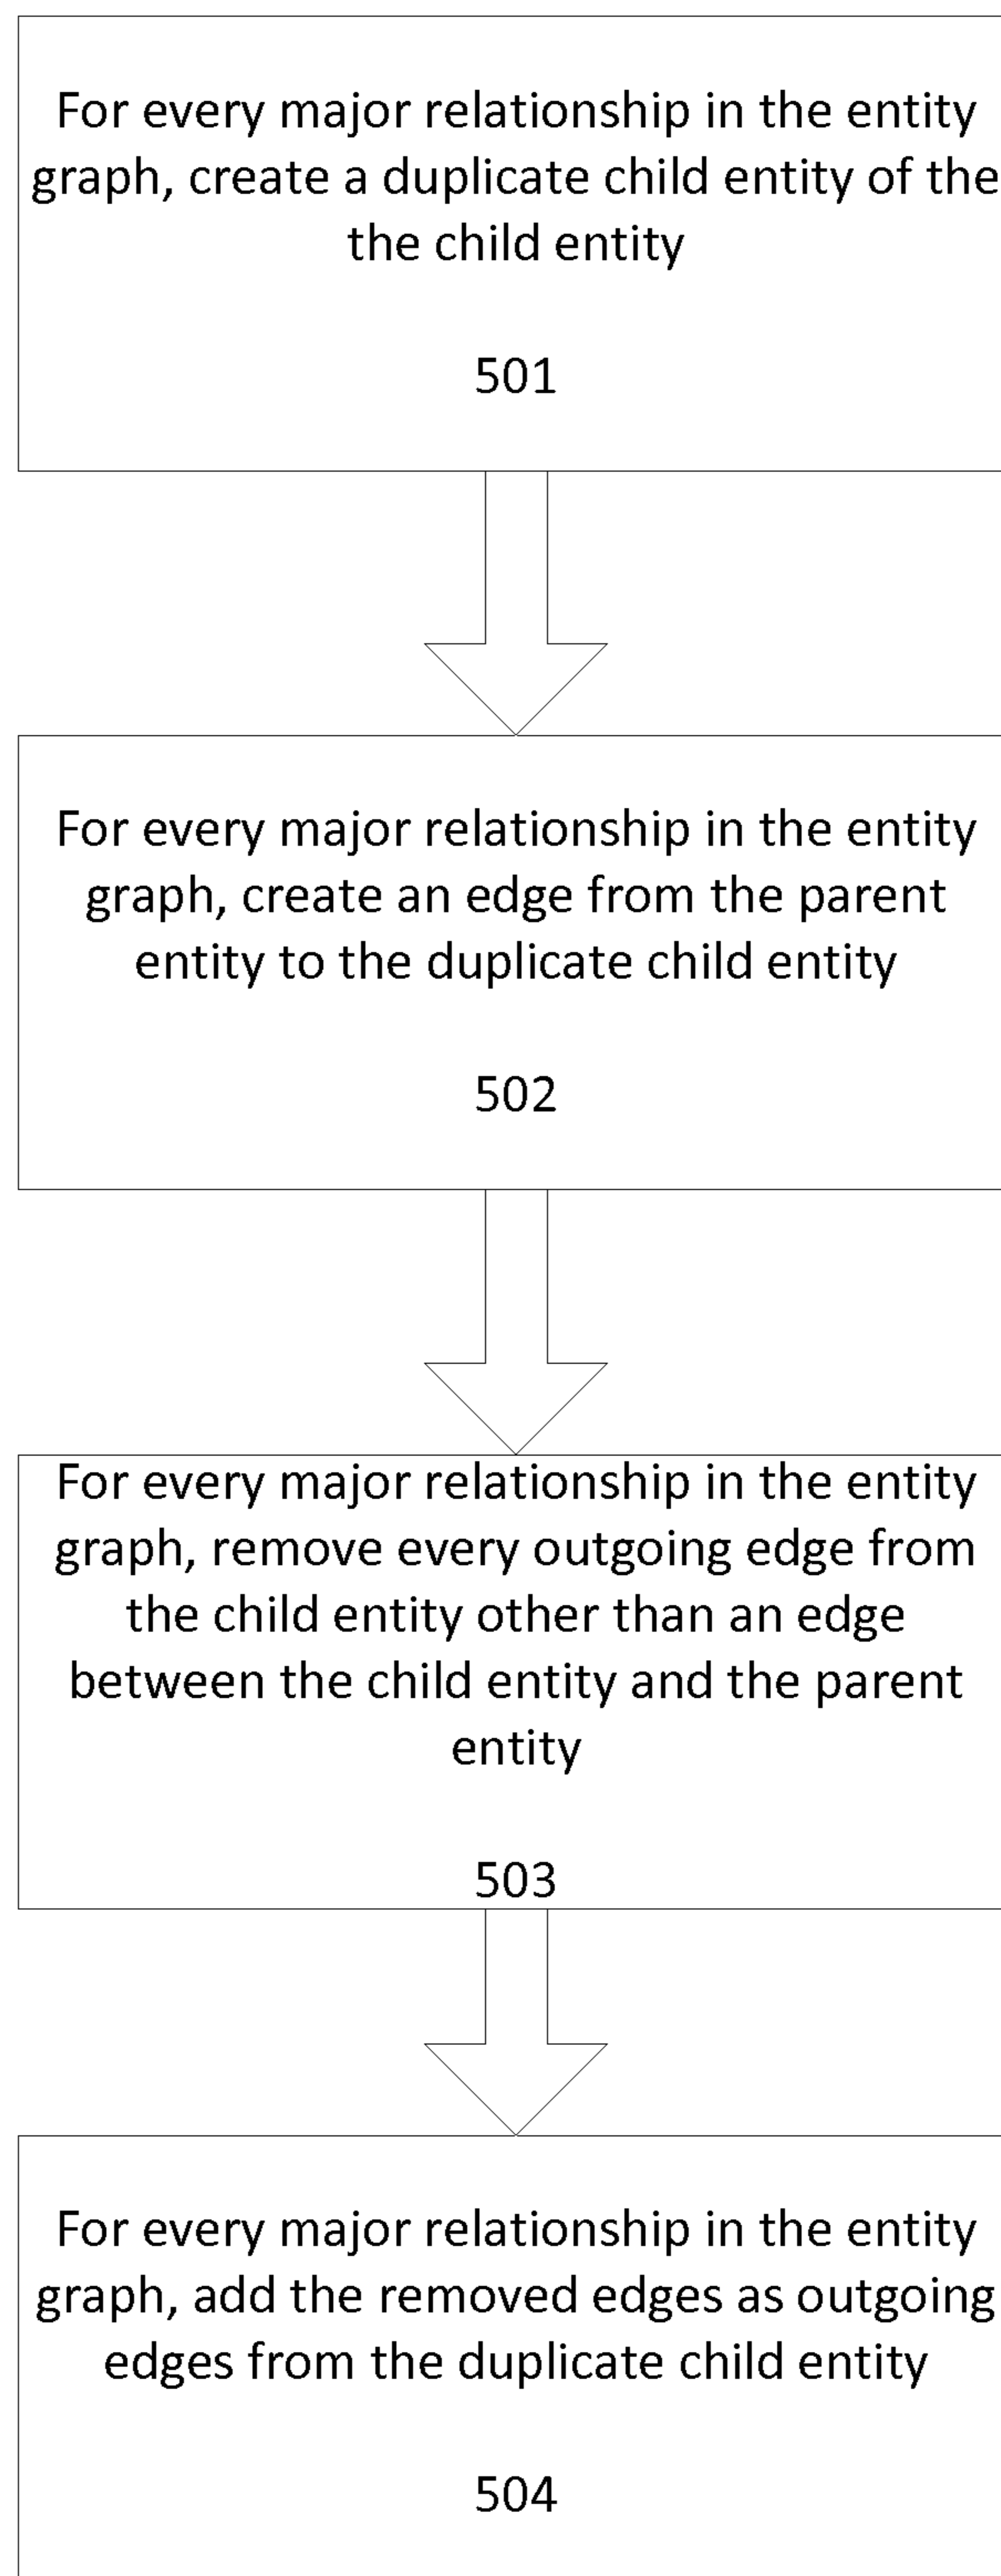 For every major relationship in the entity
graph, create a duplicate child entity of the
the child entity
501
For every major relationship in the entity
graph, create an edge from the parent
entity to the duplicate child entity
502
For every major relationship in the entity
graph, remove every outgoing edge from
the child entity other than an edge
between the child entity and the parent
entity
503
For every major relationship in the entity
graph, add the removed edges as outgoing
edges from the duplicate child entity
504